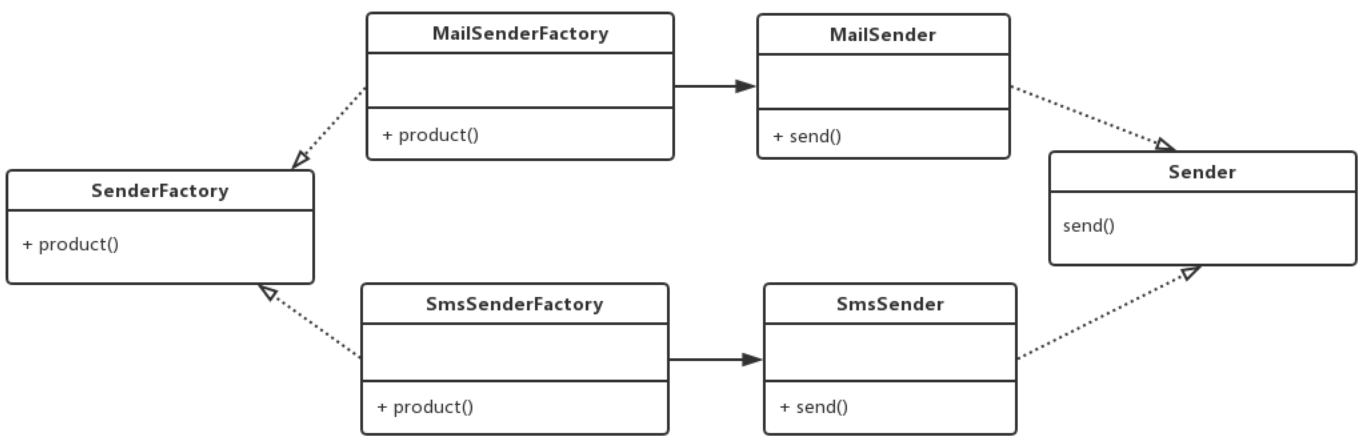 MailSenderFactory
+ product()
MailSender
+ send()
SenderFactory
+ product()
Sender
send()
SmsSenderFactory
+ product()
SmsSender
+ send()